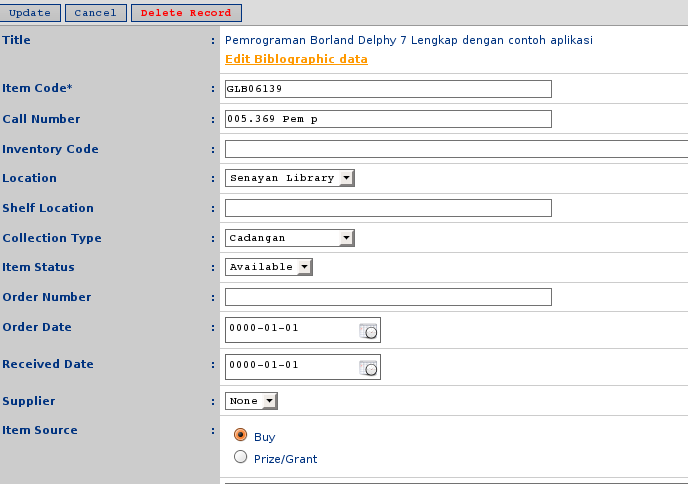 Update Cancel Delete Record
Title : Pemrograman Borland Delphy 7 Lengkap dengan contoh aplikasi
Edit Biblographic data
Item Code* : GLB06139
Call Number : 005.369 Pem p
Inventory Code :
Location : Senayan Library
Shelf Location :
Collection Type : Cadangan
Item Status : Available
Order Number :
Order Date : 0000-01-01
Received Date : 0000-01-01
Supplier : None
Item Source : Buy
Prize/Grant